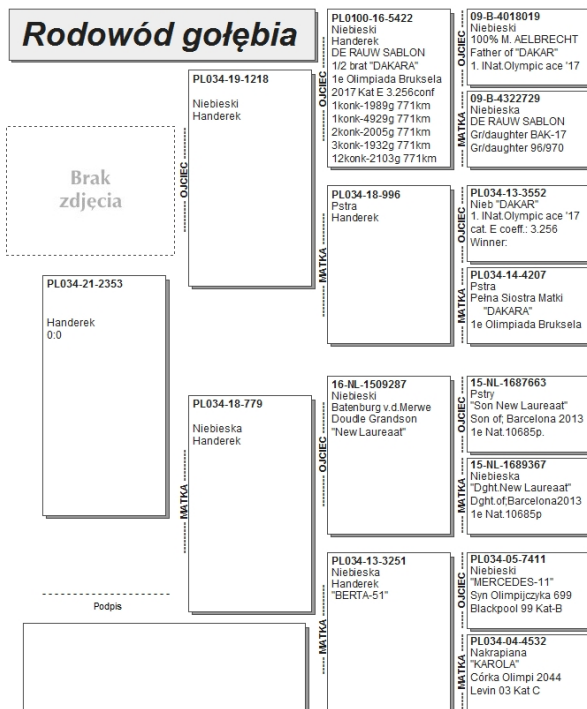 Rodowód gołębia
Brak
zdjęcia
PL034-21-2353
Handerek
0:0
Podpis
OJCIEC
PL034-19-1218
Niebieski
Handerek
MATKA
PL034-18-779
Niebieska
Handerek
OJCIEC
PL0100-16-5422
Niebieski
Handerek
DE RAUW SABLON
1/2 brat "DAKARA"
1e Olimpiada Bruksela
2017 Kat E 3.256conf
1konk-1989g 771km
1konk-4929g 771km
2konk-2005g 771km
3konk-1932g 771km
12konk-2103g 771km
MATKA
PL034-18-996
Pstra
Handerek
OJCIEC
16-NL-1509287
Niebieski
Batenburg v.d.Merwe
Doudle Grandson
"New Laureaat"
MATKA
PL034-13-3251
Niebieska
Handerek
"BERTA-51"
OJCIEC
09-B-4018019
Niebieski
100% M. AELBRECHT
Father of "DAKAR"
1. INat.Olympic ace '17
MATKA
09-B-4322729
Niebieska
DE RAUW SABLON
Gr/daughter BAK-17
Gr/daughter 96/970
OJCIEC
PL034-13-3552
Nieb "DAKAR"
1. INat.Olympic ace '17
cat. E coeff.: 3.256
Winner:
MATKA
PL034-14-4207
Pstra
Pełna Siostra Matki
"DAKARA"
1e Olimpiada Bruksela
OJCIEC
15-NL-1687663
Pstry
"Son New Laureaat"
Son of; Barcelona 2013
1e Nat.10685p.
MATKA
15-NL-1689367
Niebieska
"Dght.New Laureaat"
Dght.of;Barcelona2013
1e Nat.10685p
OJCIEC
PL034-05-7411
Niebieski
"MERCEDES-11"
Syn Olimpijczyka 699
Blackpool 99 Kat-B
MATKA
PL034-04-4532
Nakrapiana
"KAROLA"
Córka Olimpi 2044
Levin 03 Kat C